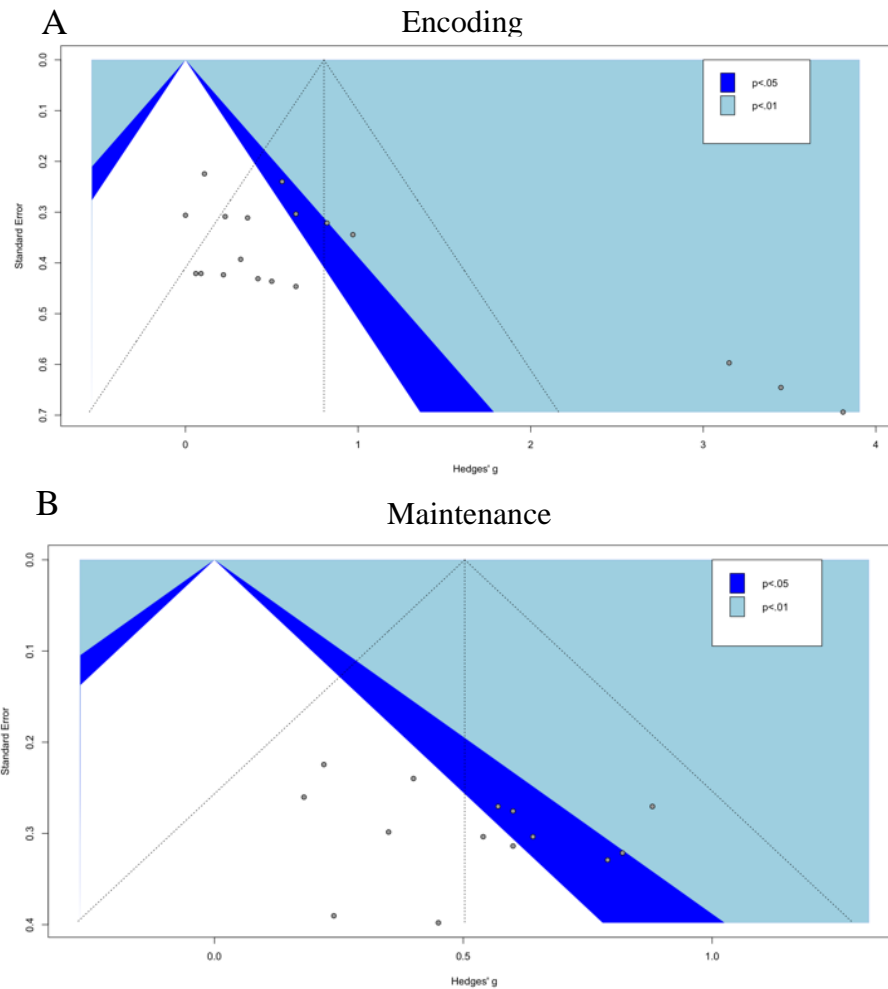 A
Encoding
0.0
0.1
0.2
0.3
0.4
0.5
0.6
0.7
Standard Error
p<.05
p<.01
0 1 2 3 4
Hedges' g
B
Maintenance
0.0
0.1
0.2
0.3
0.4
Standard Error
p<.05
p<.01
0.0 0.5 1.0
Hedges' g